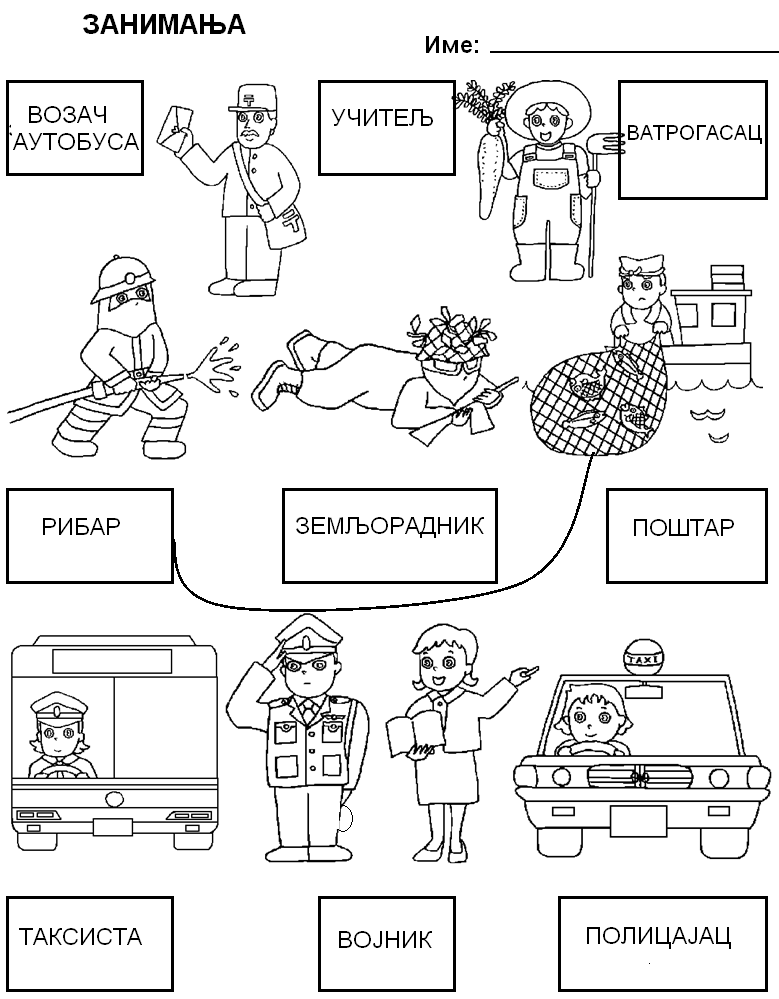 ЗАНИМАЊА
Име:
ВОЗАЧ
АУТОБУСА
УЧИТЕЉ
ВАТРОГАСАЦ
РИБАР
ЗЕМЉОРАДНИК
ПОШТАР
TAXI
ТАКСИСТА
ВОЈНИК
ПОЛИЦАЈАЦ